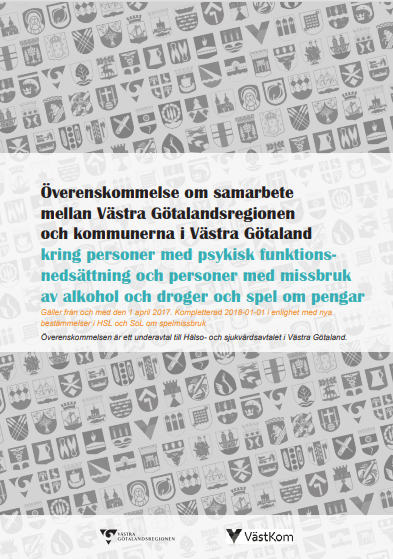 Överenskommelse om samarbete
mellan Västra Götalandsregionen
och kommunerna i Västra Götaland
kring personer med psykisk funktions-
nedsättning och personer med missbruk
av alkohol och droger och spel om pengar
Gäller från och med den 1 april 2017. Kompletterad 2018-01-01 i enlighet med nya
bestämmelser i HSL och SoL om spelmissbruk
Överenskommelsen är ett underavtal till Hälso- och sjukvårdsavtalet i Västra Götaland.
VÄSTRA
GÖTALANDSREGIONEN
VästKom